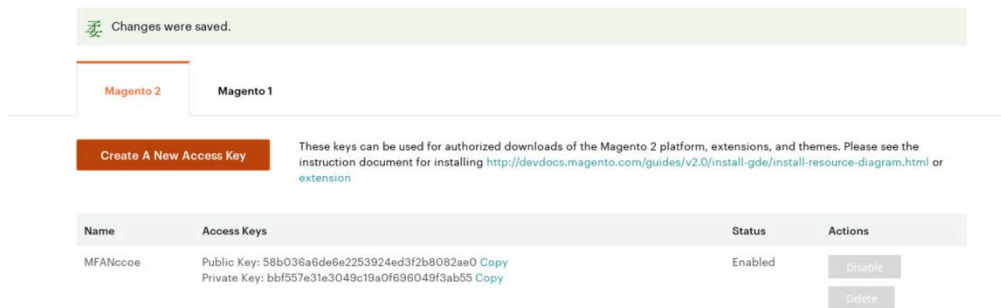 Changes were saved.
Magento 2
Magento 1
Create A New Access Key
These keys can be used for authorized downloads of the Magento 2 platform, extensions, and themes. Please see the
instruction document for installing http://devdocs.magento.com/guides/v2.0/install-gde/install-resource-diagram.html or
extension
Name Access Keys Status Actions
MFANccoe Public Key: 58b036a6de6e2253924ed3f2b8082ae0 Copy Enabled Disable
Private Key: bbf557e31e3049c19a0f696049f3ab55 Copy
Delete